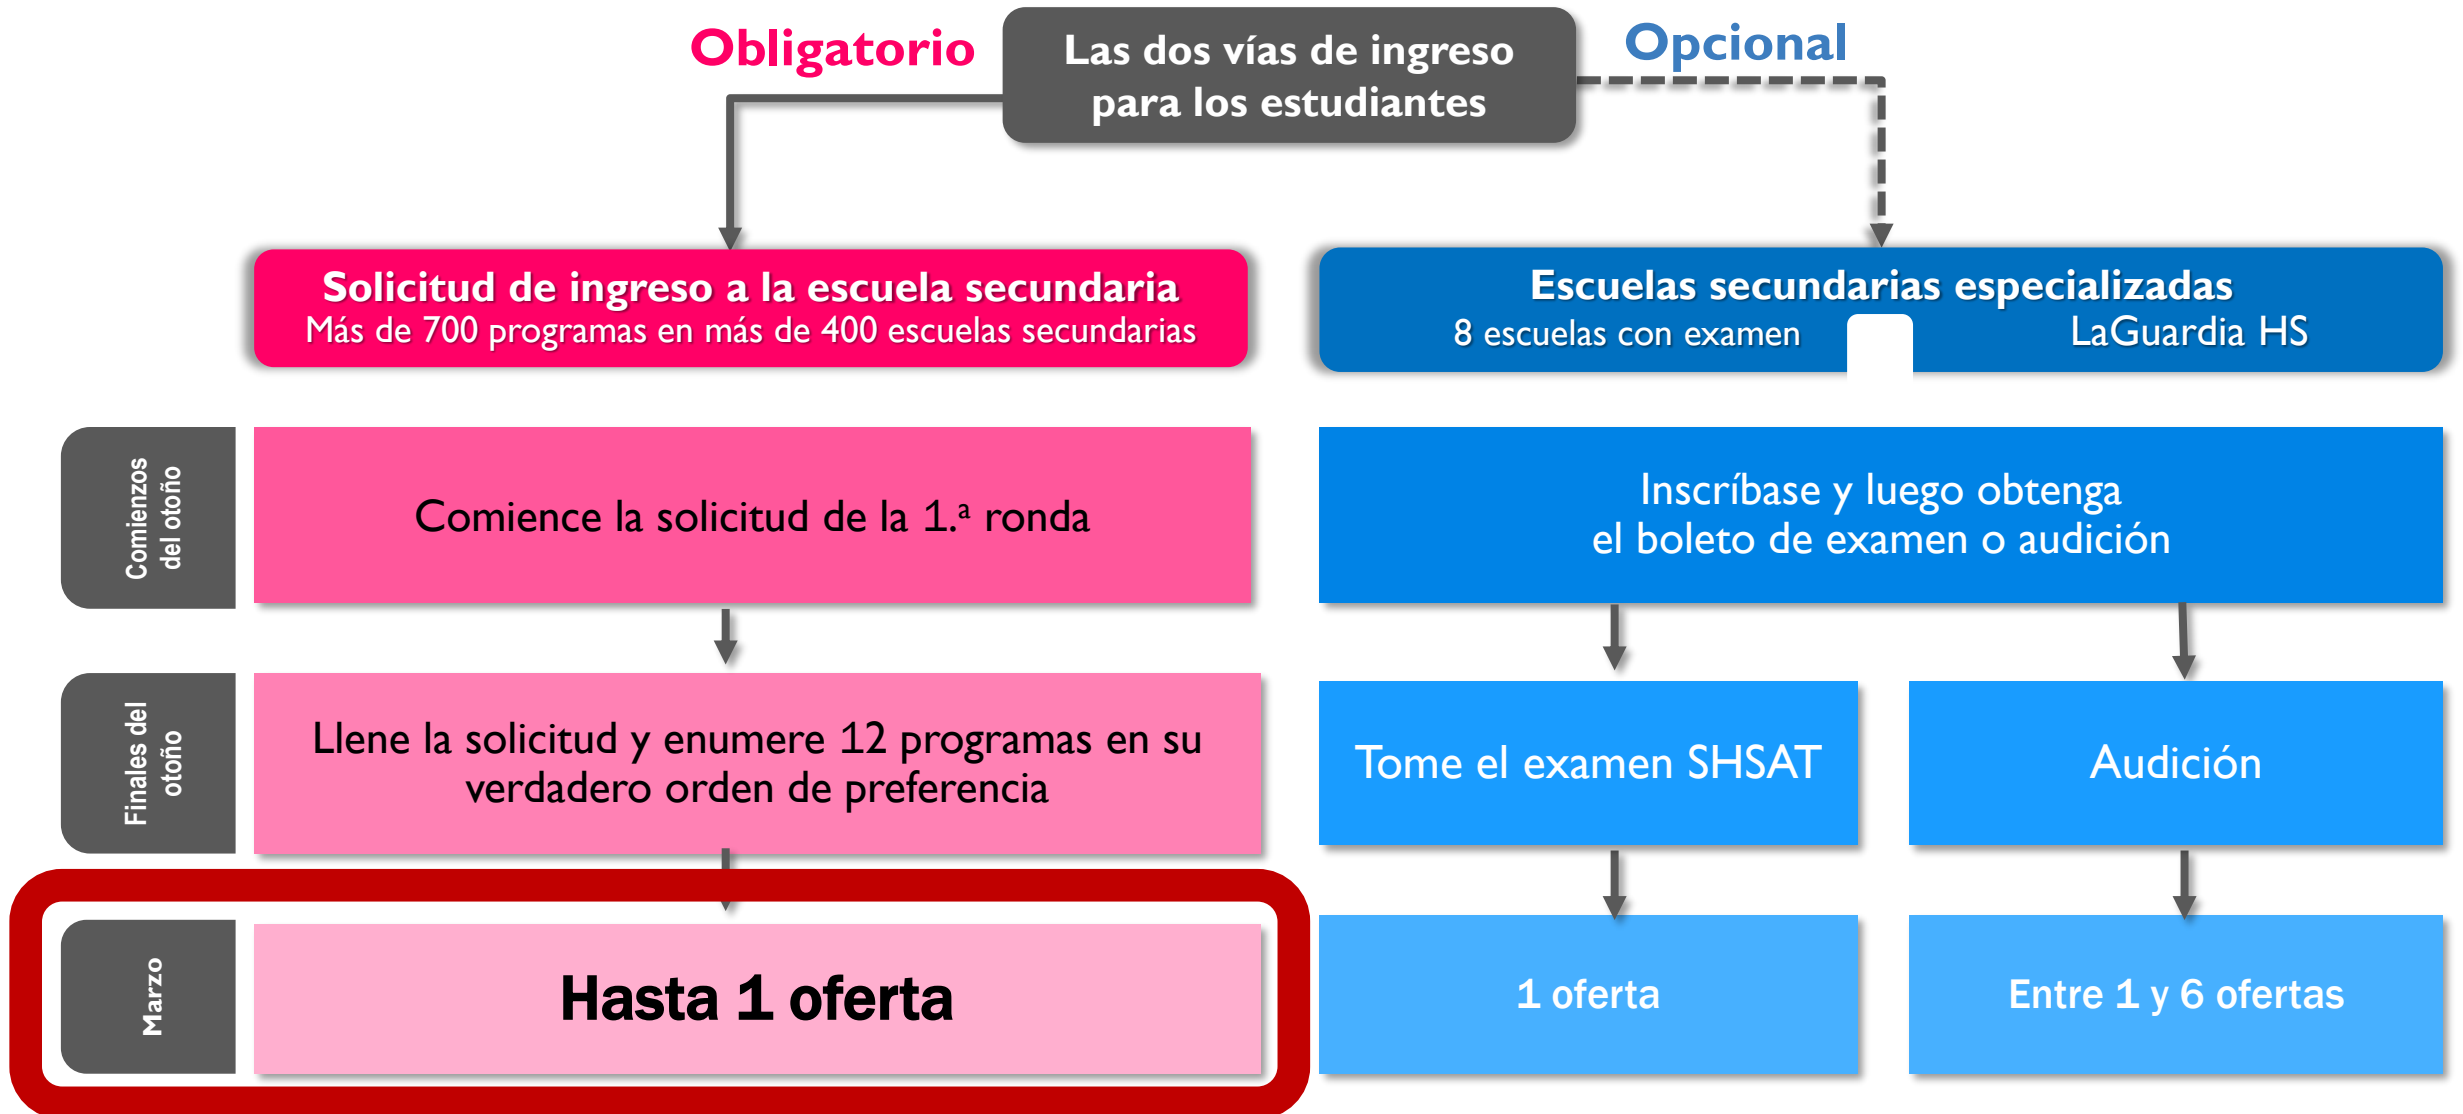 Obligatorio
Las dos vías de ingreso
para los estudiantes
Opcional
Solicitud de ingreso a la escuela secundaria
Más de 700 programas en más de 400 escuelas secundarias
Escuelas secundarias especializadas
8 escuelas con examen
LaGuardia HS
Comienzos
del otoño
Comience la solicitud de la 1.ª ronda
Inscríbase y luego obtenga
el boleto de examen o audición
Finales del
otoño
Llene la solicitud y enumere 12 programas en su
verdadero orden de preferencia
Tome el examen SHSAT
Audición
Marzo
Hasta 1 oferta
1 oferta
Entre 1 y 6 ofertas